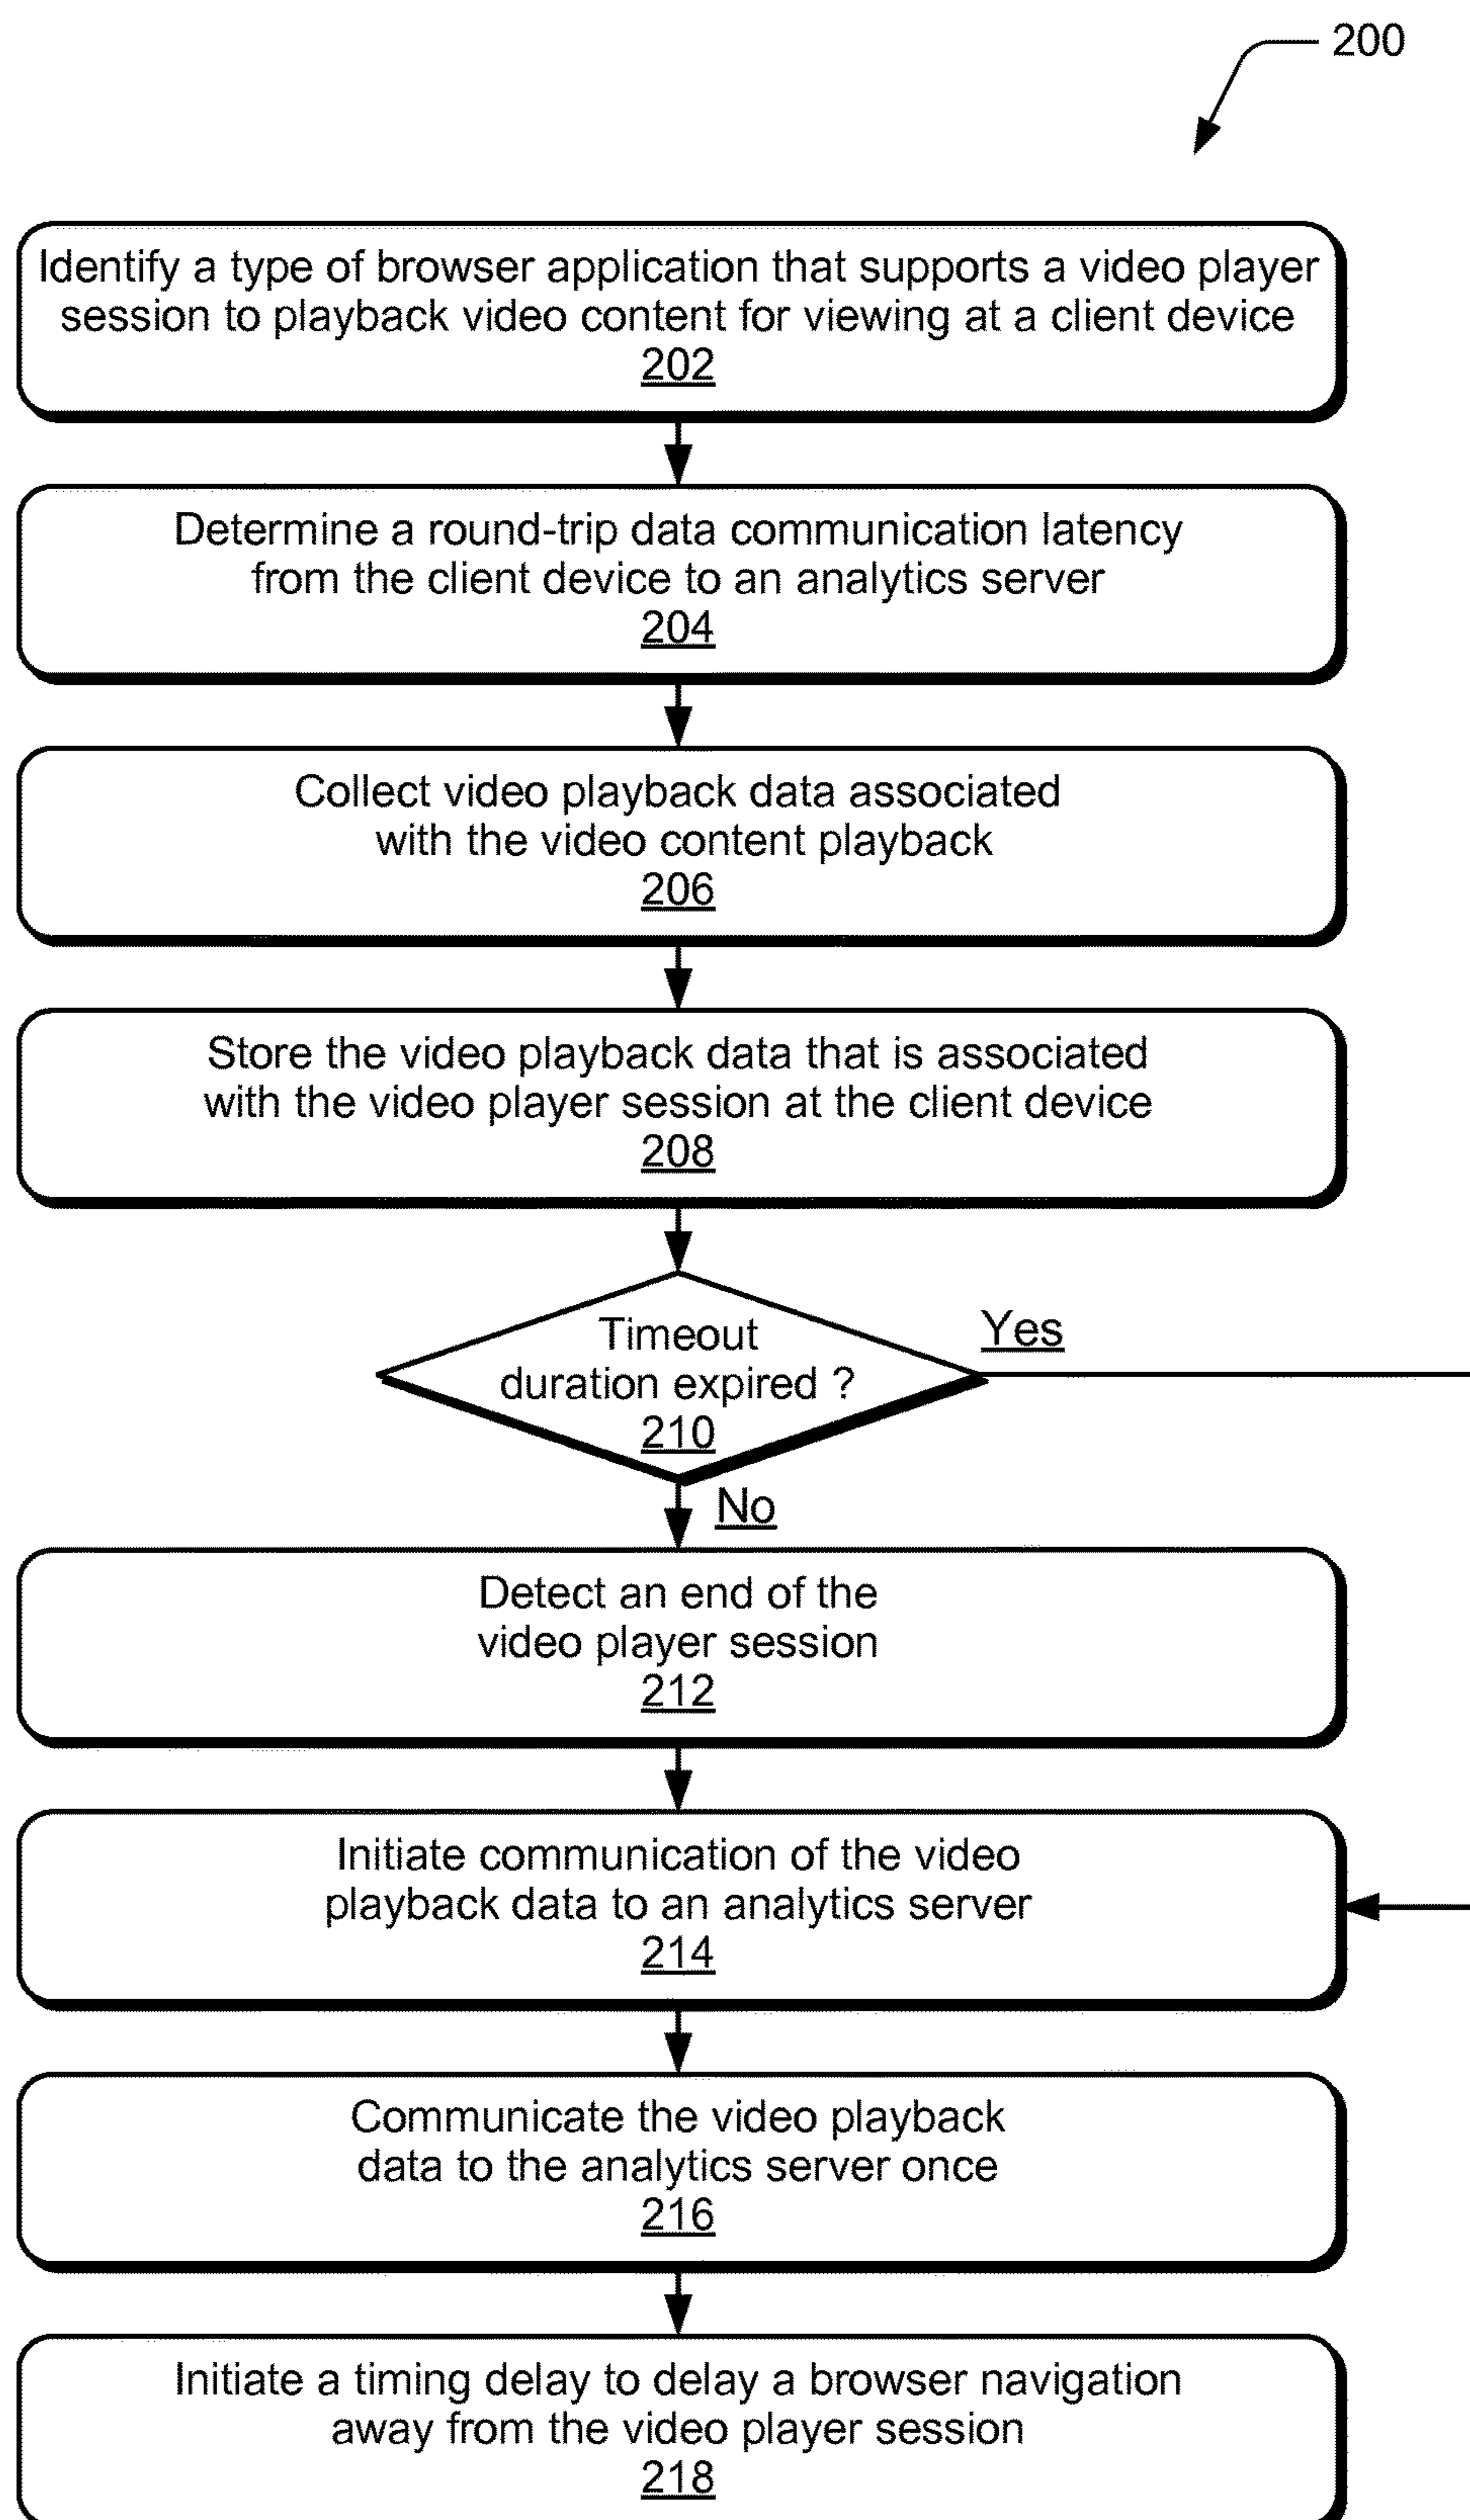 200
Identify a type of browser application that supports a video player
session to playback video content for viewing at a client device
202
Determine a round-trip data communication latency
from the client device to an analytics server
204
Collect video playback data associated
with the video content playback
206
Store the video playback data that is associated
with the video player session at the client device
208
Timeout
duration expired ?
210
Yes
No
Detect an end of the
video player session
212
Initiate communication of the video
playback data to an analytics server
214
Communicate the video playback
data to the analytics server once
216
Initiate a timing delay to delay a browser navigation
away from the video player session
218